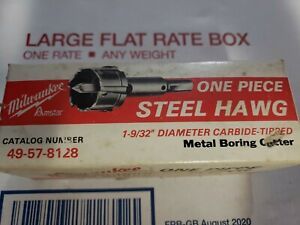 LARGE FLAT RATE BOX
ONE RATE ■ ANY WEIGHT
Milwaukee
Amstar
ONE PIECE
STEEL HAWG
1-9/32" DIAMETER CARBIDE-TIPPED
Metal Boring Cutter
CATALOG NUMBER
49-57-8128
August 2020